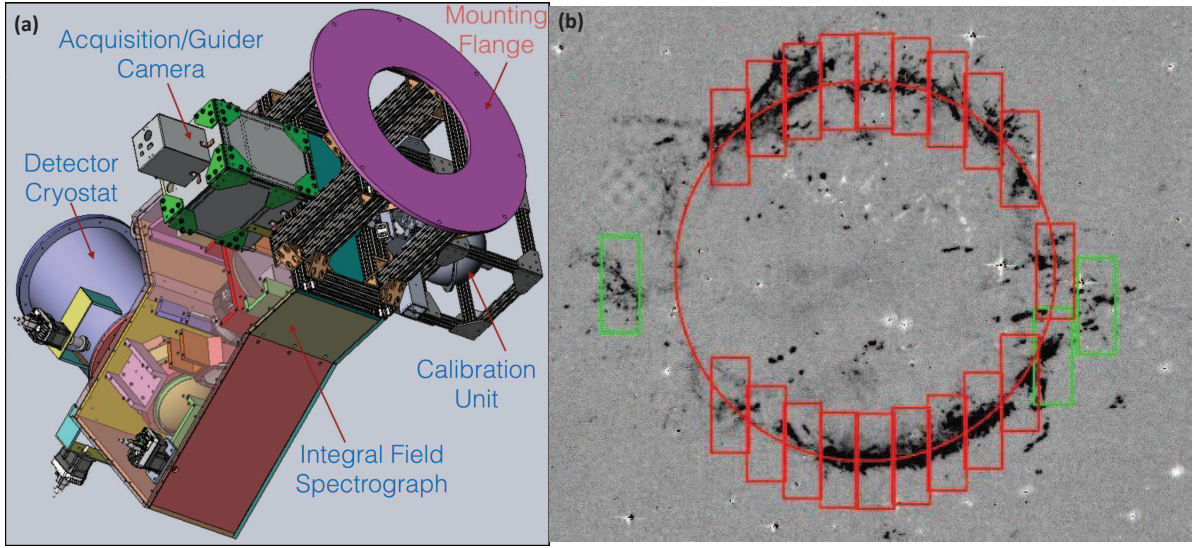 (a)
Acquisition/Guider
Camera
Mounting
Flange
Detector
Cryostat
Calibration
Unit
Integral Field
Spectrograph
(b)